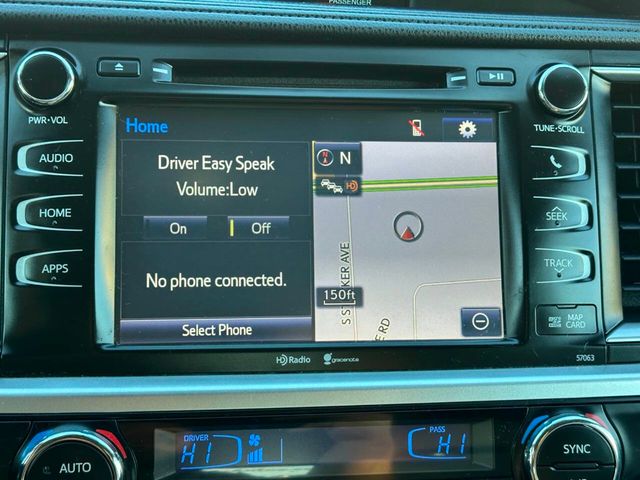 PASSENGER
PWR·VOL
TUNE·SCROLL
AUDIO
HOME
APPS
SEEK
TRACK
MAP
CARD
57063
Home
Driver Easy Speak
Volume:Low
On
Off
No phone connected.
Select Phone
N
HD
150ft
AVE
RD
HD Radio
gracenote
DRIVER
HI
PASS
HI
AUTO
SYNC